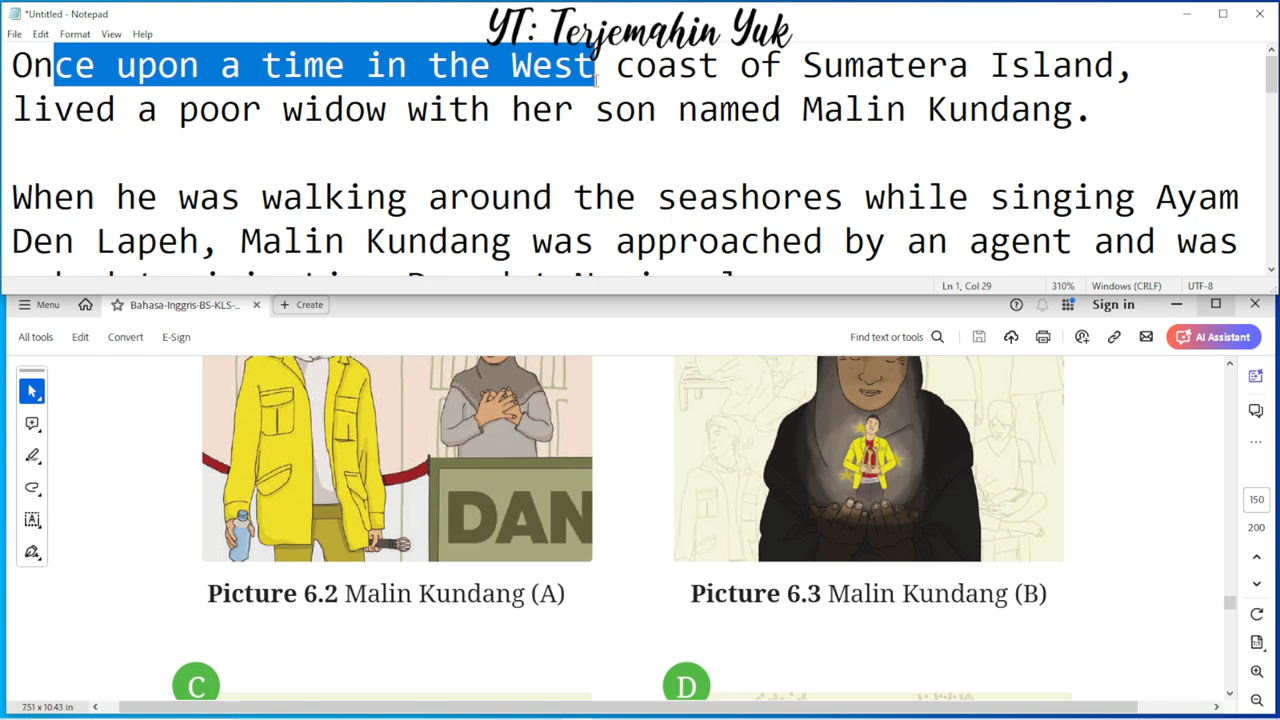 *Untitled - Notepad
YT: Terjemahin Yuk
File Edit Format View Help
Once upon a time in the West coast of Sumatera Island,
lived a poor widow with her son named Malin Kundang.
When he was walking around the seashores while singing Ayam
Den Lapeh, Malin Kundang was approached by an agent and was
Ln 1, Col 29 310% Windows (CRLF) UTF-8
Menu Bahasa-Inggris-BS-KLS-... Create Sign in
All tools Edit Convert E-Sign Find text or tools AI Assistant
DAN
150
200
Picture 6.2 Malin Kundang (A) Picture 6.3 Malin Kundang (B)
C D
7.51 x 10.43 in